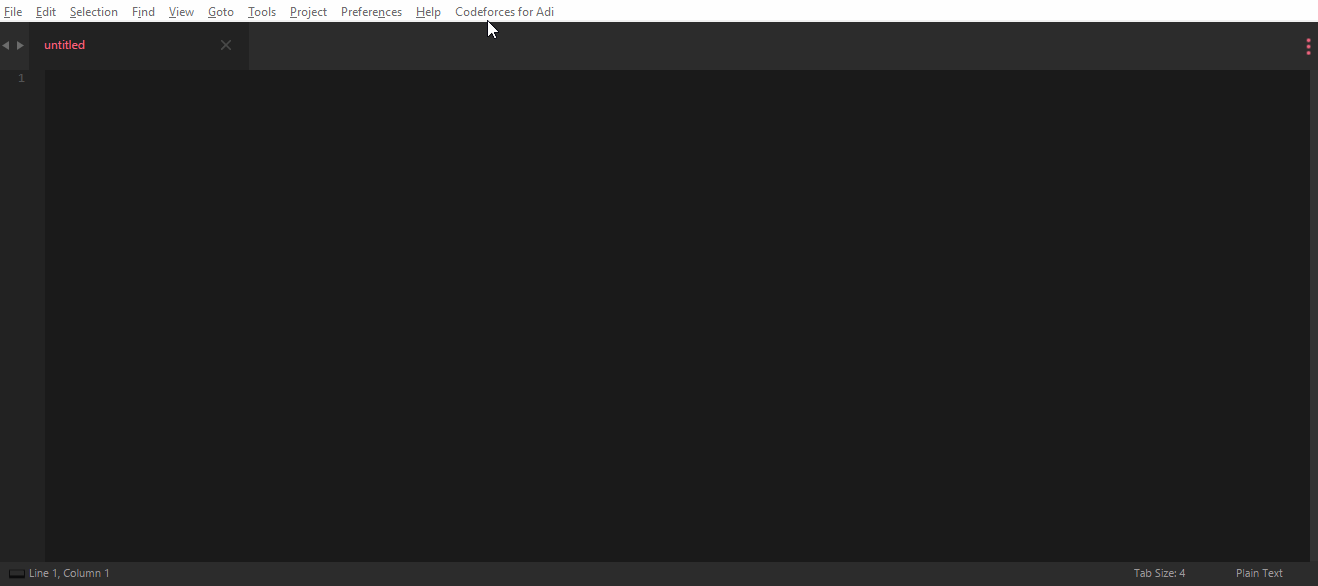 File Edit Selection Find View Goto Tools Project Preferences Help Codeforces for Adi
untitled
1
Line 1, Column 1 Tab Size: 4 Plain Text